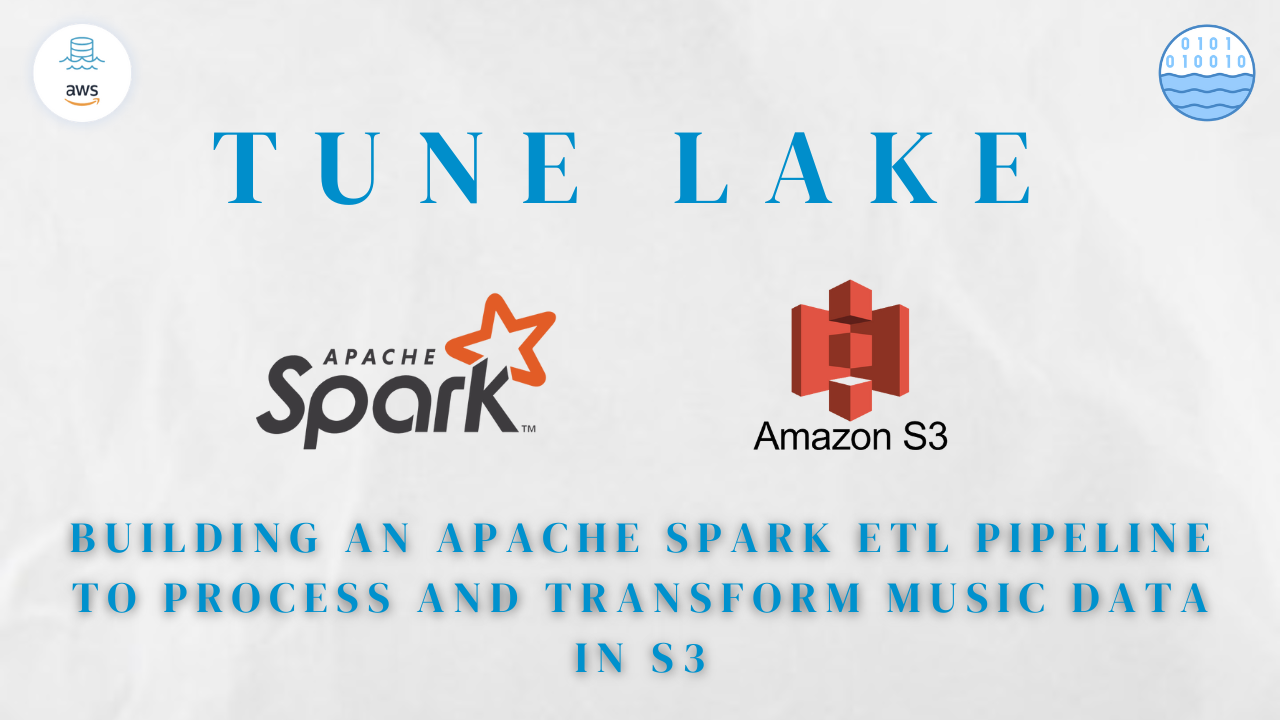 aws
0101
010010
TUNE LAKE
APACHE
Spark™
Amazon S3
BUILDING AN APACHE SPARK ETL PIPELINE
TO PROCESS AND TRANSFORM MUSIC DATA
IN S3